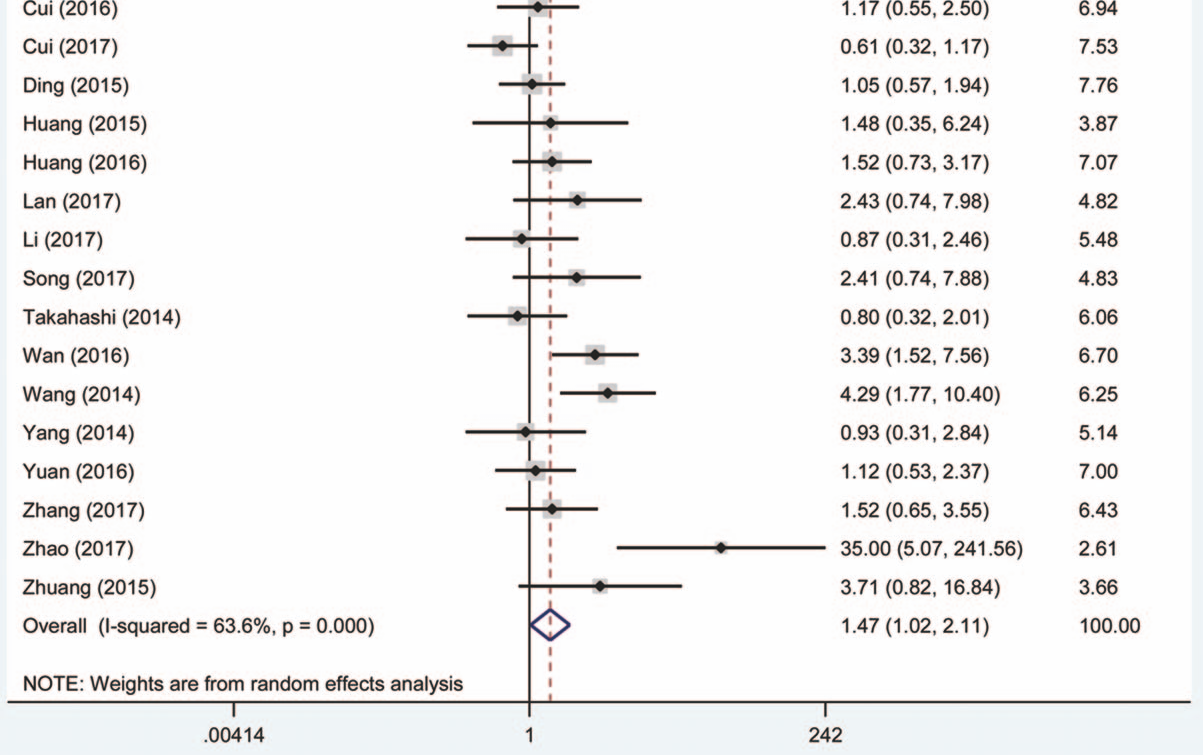 Cui (2016) 1.17 (0.55, 2.50) 6.94
Cui (2017) 0.61 (0.32, 1.17) 7.53
Ding (2015) 1.05 (0.57, 1.94) 7.76
Huang (2015) 1.48 (0.35, 6.24) 3.87
Huang (2016) 1.52 (0.73, 3.17) 7.07
Lan (2017) 2.43 (0.74, 7.98) 4.82
Li (2017) 0.87 (0.31, 2.46) 5.48
Song (2017) 2.41 (0.74, 7.88) 4.83
Takahashi (2014) 0.80 (0.32, 2.01) 6.06
Wan (2016) 3.39 (1.52, 7.56) 6.70
Wang (2014) 4.29 (1.77, 10.40) 6.25
Yang (2014) 0.93 (0.31, 2.84) 5.14
Yuan (2016) 1.12 (0.53, 2.37) 7.00
Zhang (2017) 1.52 (0.65, 3.55) 6.43
Zhao (2017) 35.00 (5.07, 241.56) 2.61
Zhuang (2015) 3.71 (0.82, 16.84) 3.66
Overall (I-squared = 63.6%, p = 0.000) 1.47 (1.02, 2.11) 100.00
NOTE: Weights are from random effects analysis
.00414 1 242